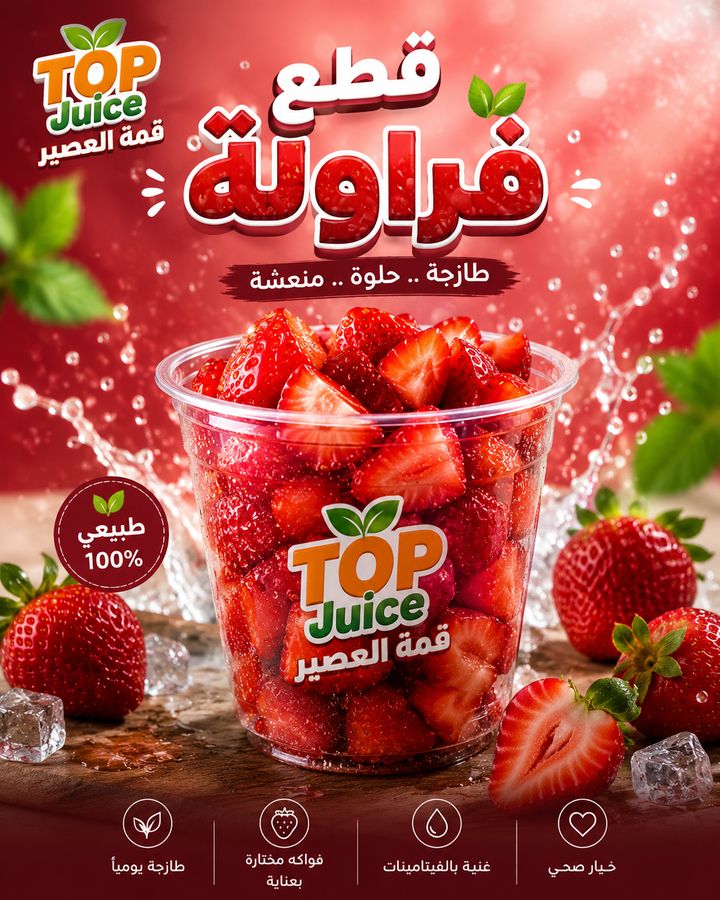 TOP
Juice
قمة العصير
قطع
فراولة
طازجة .. حلوة .. منعشة
طبيعي
100%
TOP
Juice
قمة العصير
خيار صحي
غنية بالفيتامينات
فواكه مختارة
بعناية
طازجة يومياً